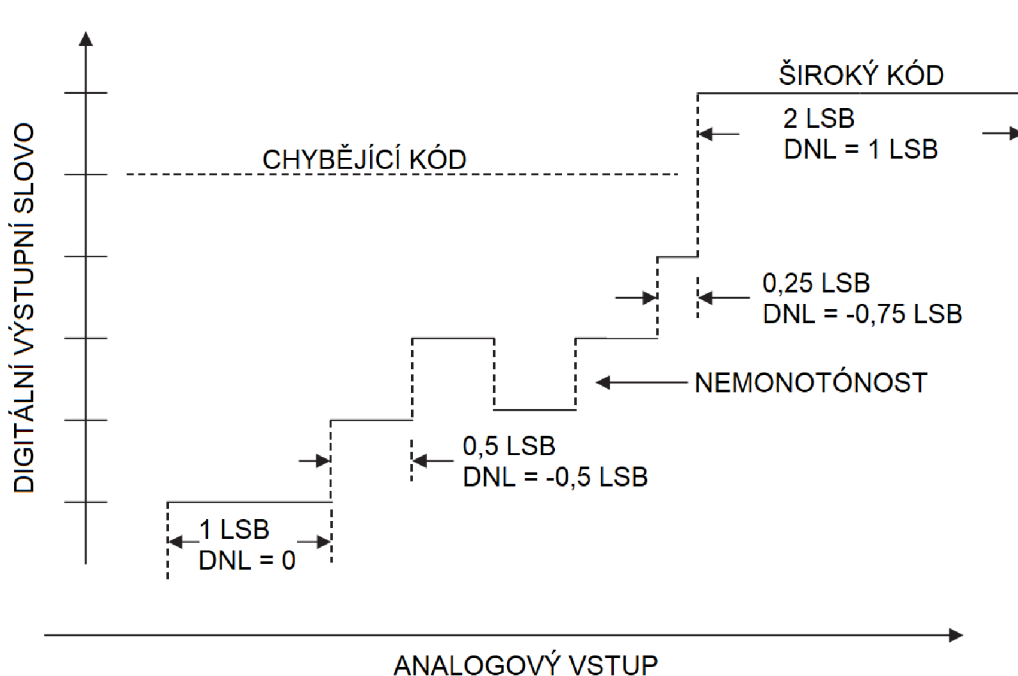 ŠIROKÝ KÓD
2 LSB
DNL = 1 LSB
CHYBĚJÍCÍ KÓD
DIGITÁLNÍ VÝSTUPNÍ SLOVO
0,25 LSB
DNL = -0,75 LSB
NEMONOTÓNOST
0,5 LSB
DNL = -0,5 LSB
1 LSB
DNL = 0
ANALOGOVÝ VSTUP